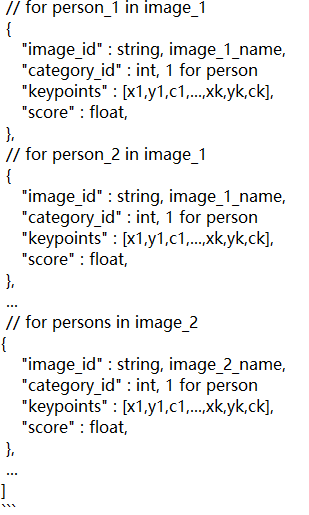 // for person_1 in image_1
{
"image_id" : string, image_1_name,
"category_id" : int, 1 for person
"keypoints" : [x1,y1,c1,...,xk,yk,ck],
"score" : float,
},
// for person_2 in image_1
{
"image_id" : string, image_1_name,
"category_id" : int, 1 for person
"keypoints" : [x1,y1,c1,...,xk,yk,ck],
"score" : float,
},
...
// for persons in image_2
{
"image_id" : string, image_2_name,
"category_id" : int, 1 for person
"keypoints" : [x1,y1,c1,...,xk,yk,ck],
"score" : float,
},
...
]
```